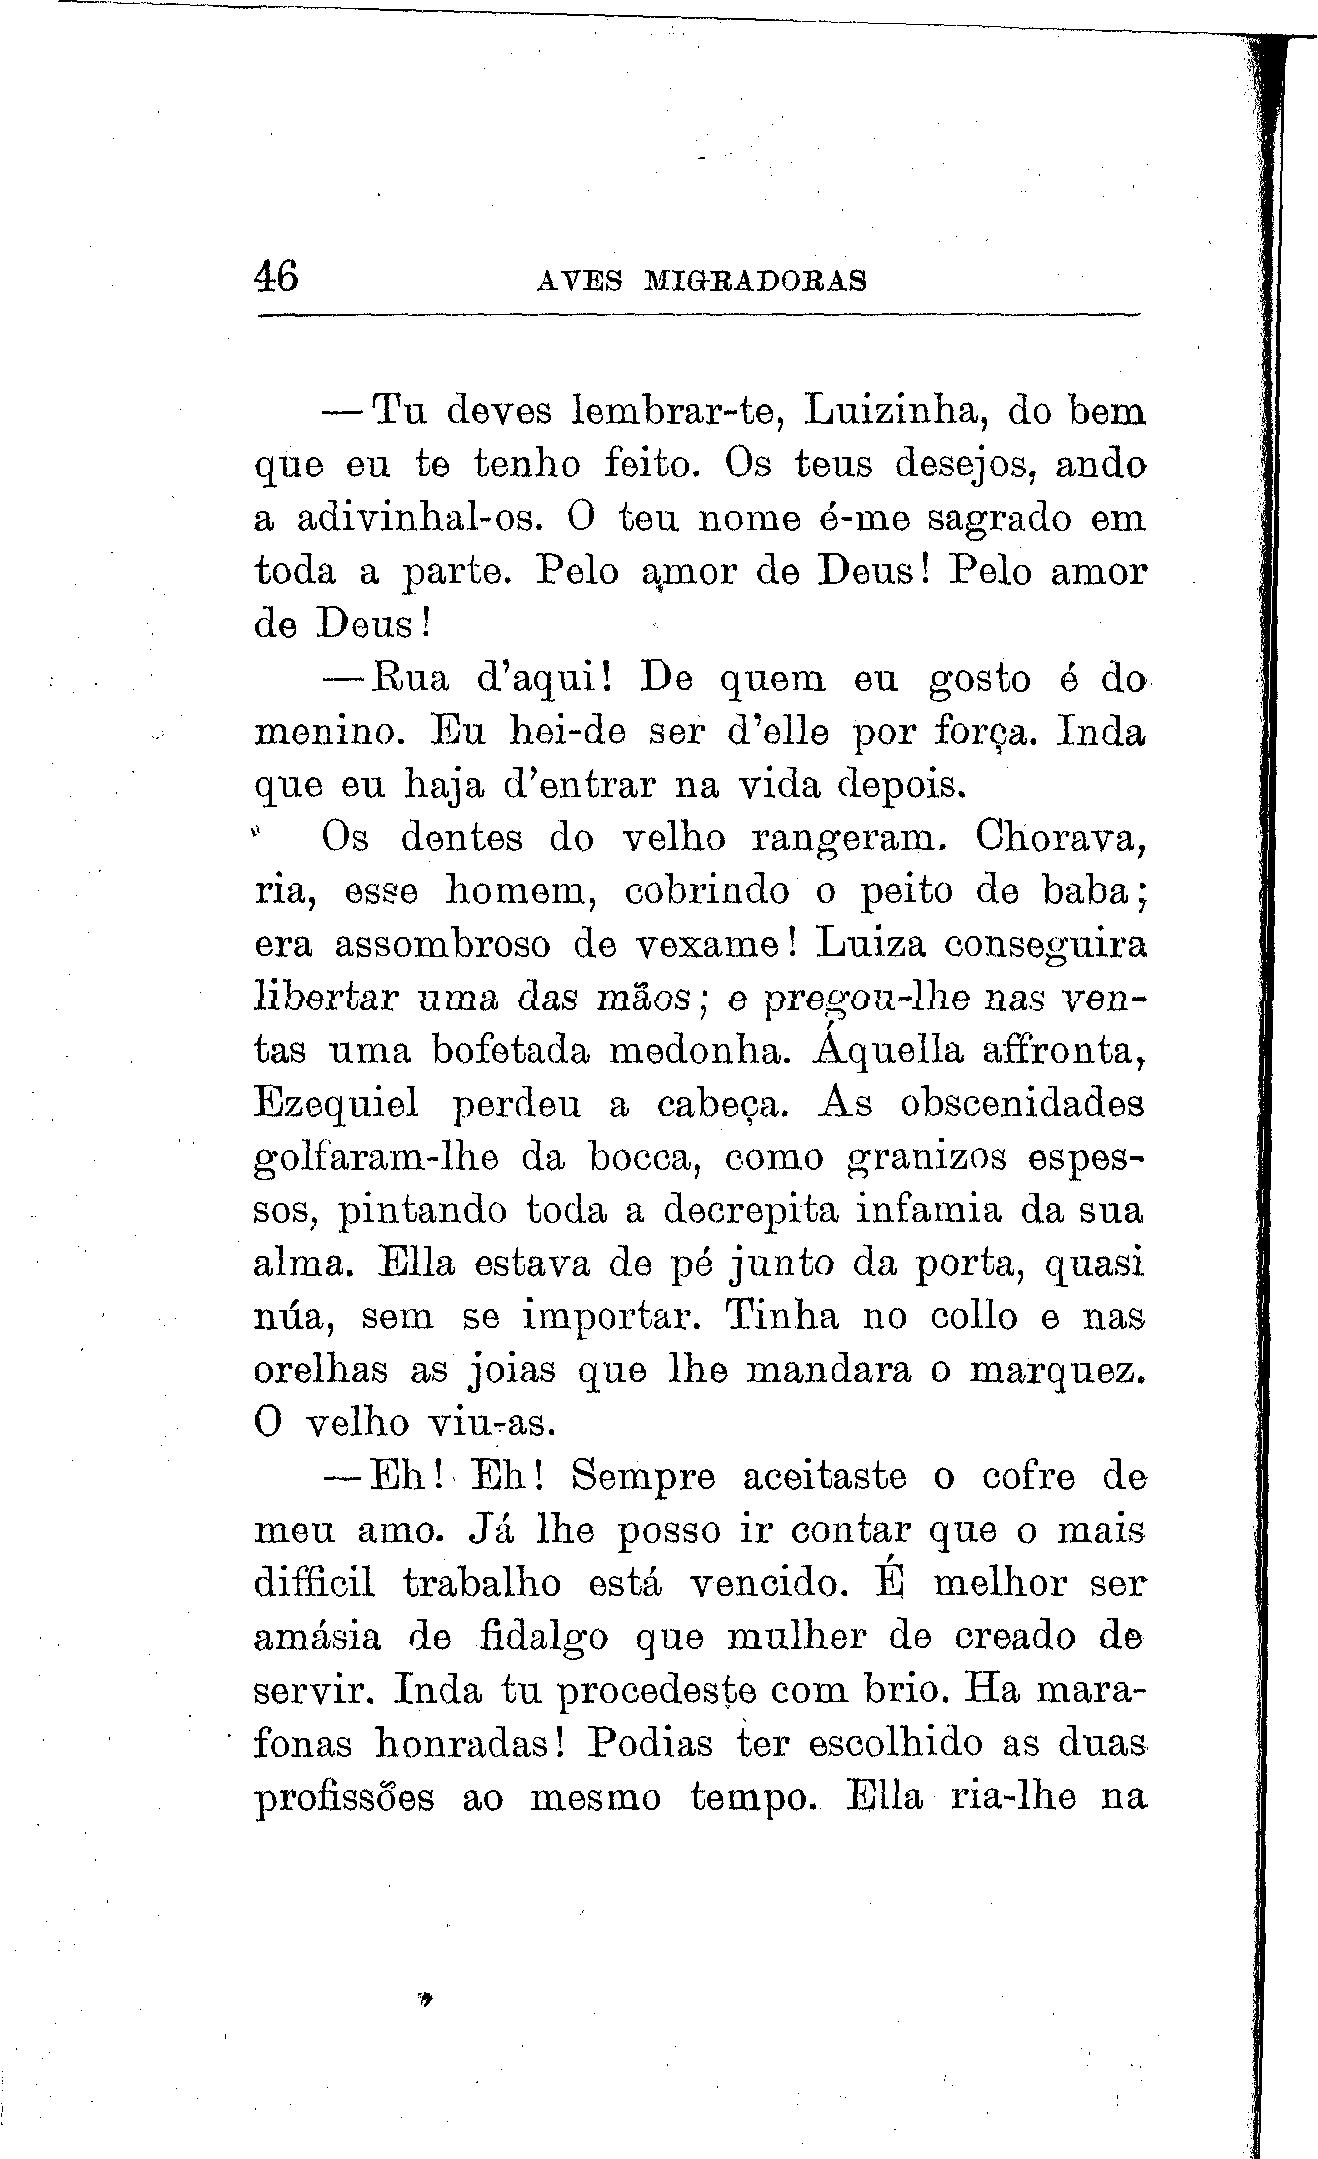 46 AVES MIGRADORAS
—Tu deves lembrar-te, Luizinha, do bem
que eu te tenho feito. Os teus desejos, ando
a adivinhal-os. O teu nome é-me sagrado em
toda a parte. Pelo amor de Deus! Pelo amor
de Deus!
—Rua d'aqui! De quem eu gosto é do
menino. Eu hei-de ser d'elle por força. Inda
que eu haja d'entrar na vida depois.
Os dentes do velho rangeram. Chorava,
ria, esse homem, cobrindo o peito de baba;
era assombroso de vexame! Luiza conseguira
libertar uma das mãos; e pregou-lhe nas ven-
tas uma bofetada medonha. Áquella affronta,
Ezequiel perdeu a cabeça. As obscenidades
golfaram-lhe da bocca, como granizos espes-
sos, pintando toda a decrepita infamia da sua
alma. Ella estava de pé junto da porta, quasi
núa, sem se importar. Tinha no collo e nas
orelhas as joias que lhe mandara o marquez.
O velho viu-as.
—Eh! Eh! Sempre aceitaste o cofre de
meu amo. Já lhe posso ir contar que o mais
difficil trabalho está vencido. É melhor ser
amásia de fidalgo que mulher de creado de
servir. Inda tu procedeste com brio. Ha mara-
fonas honradas! Podias ter escolhido as duas
profissões ao mesmo tempo. Ella ria-lhe na